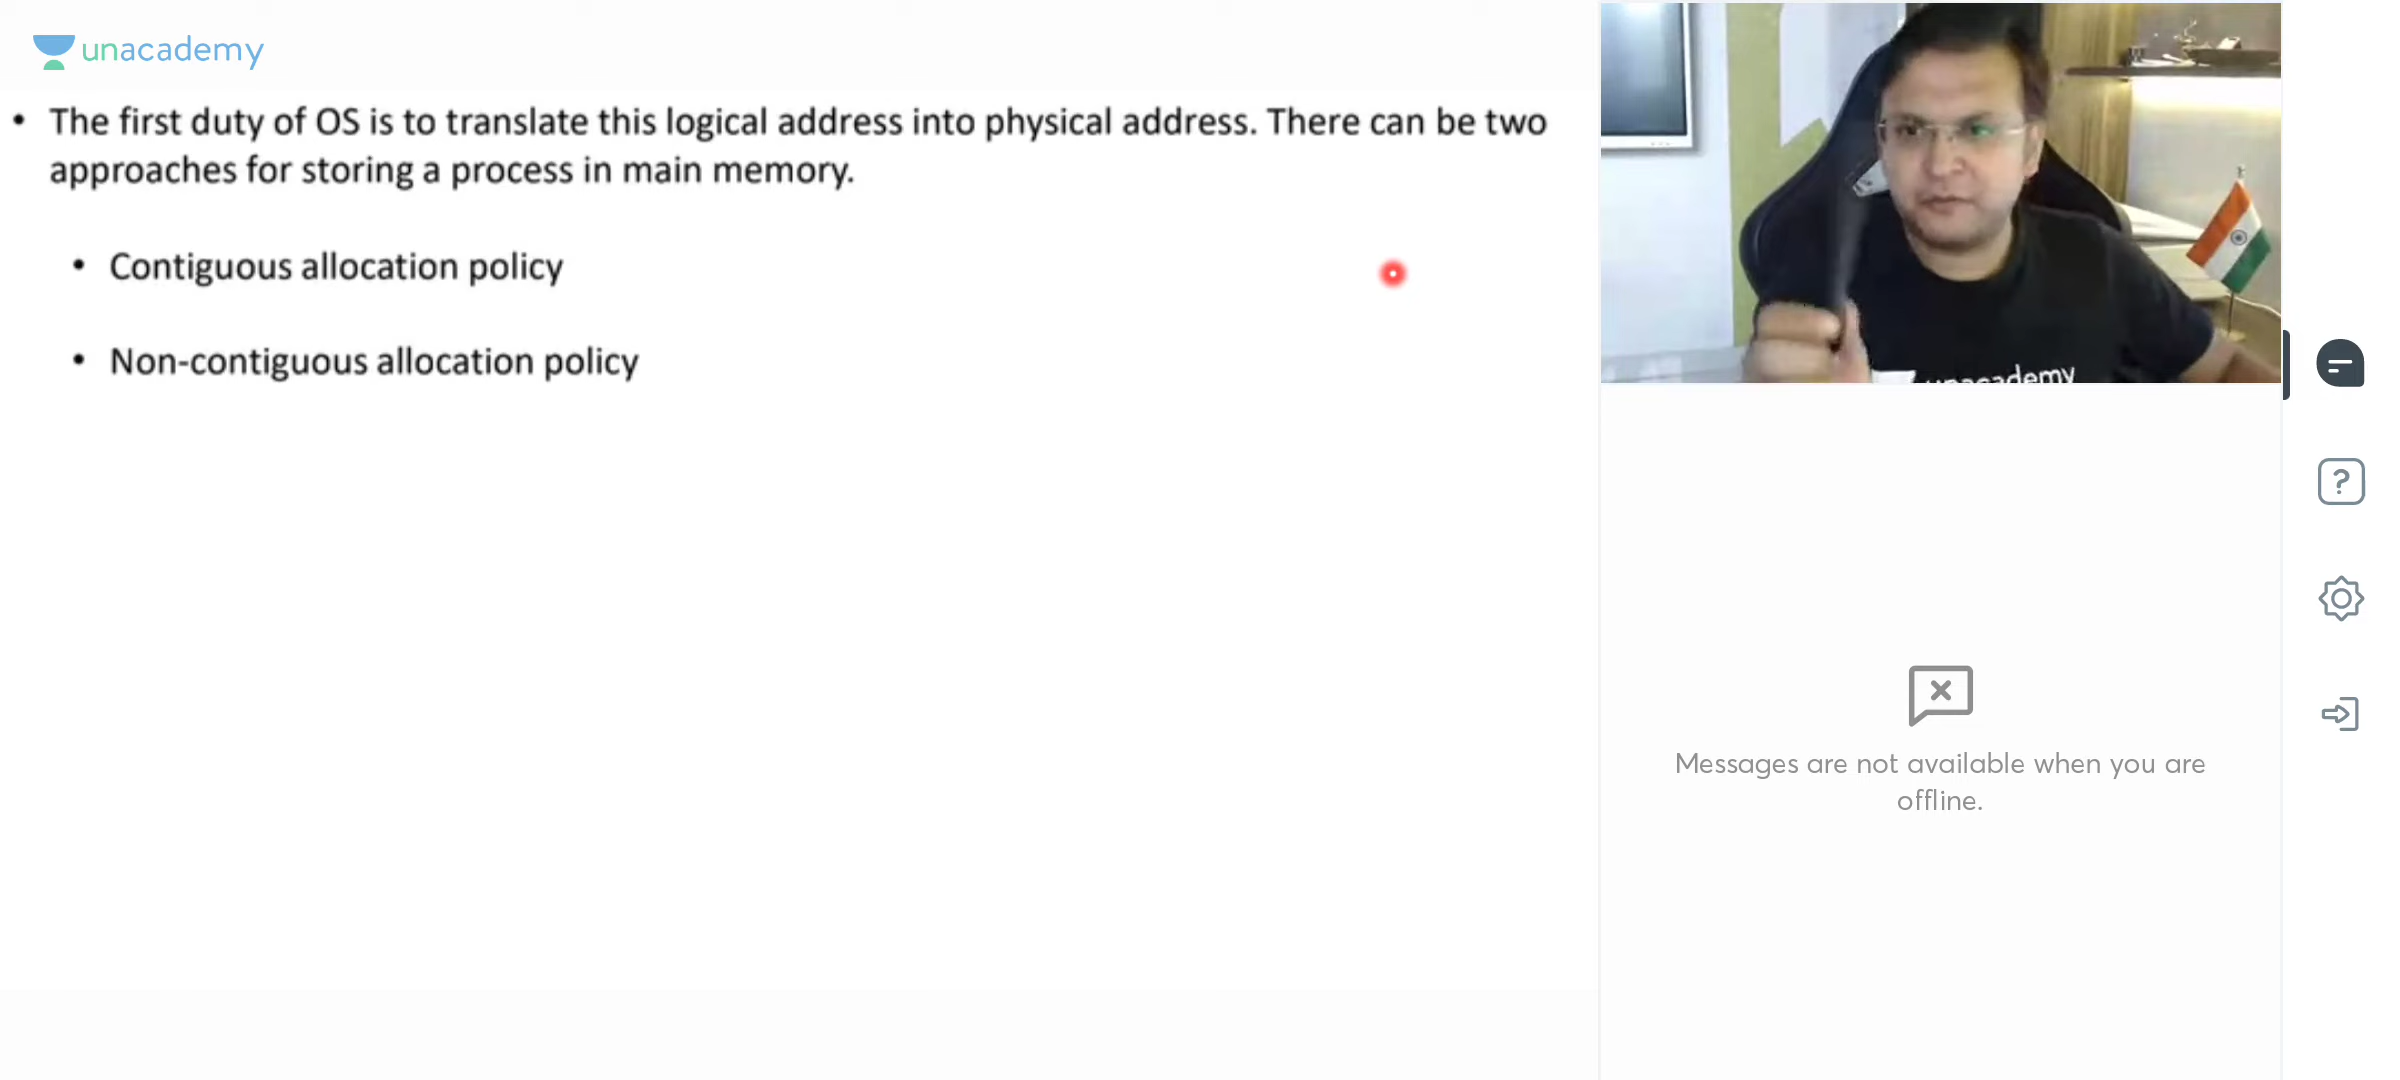 unacademy
• The first duty of OS is to translate this logical address into physical address. There can be two
approaches for storing a process in main memory.
• Contiguous allocation policy
• Non-contiguous allocation policy
unacademy
?
Messages are not available when you are
offline.